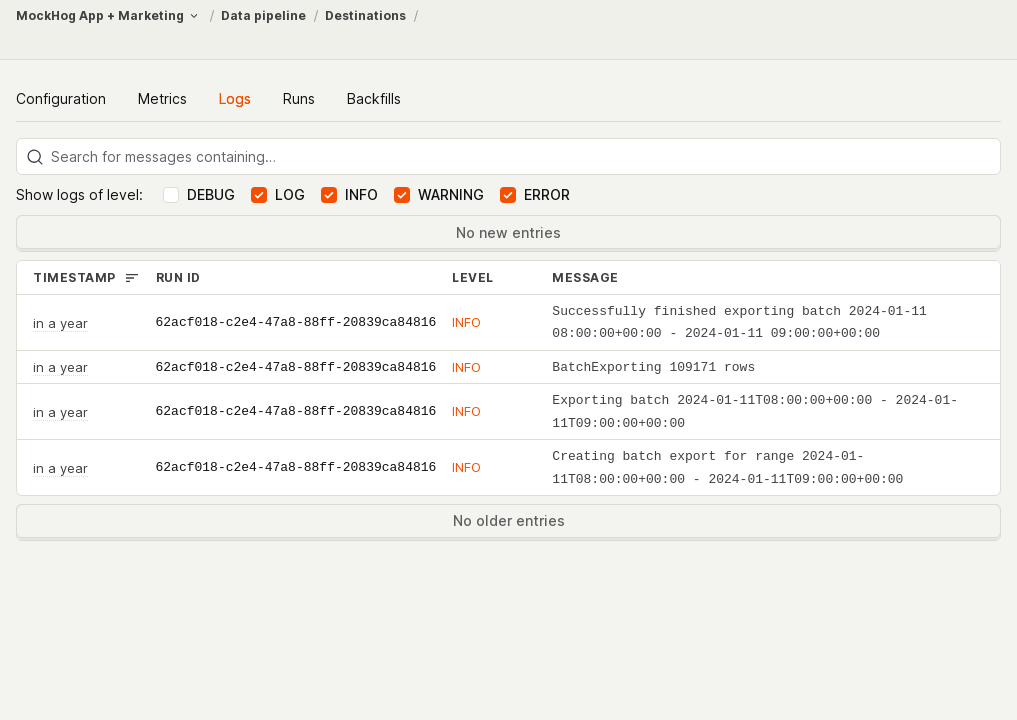 MockHog App + Marketing / Data pipeline / Destinations /
Configuration Metrics Logs Runs Backfills
Search for messages containing…
Show logs of level: DEBUG LOG INFO WARNING ERROR
No new entries
TIMESTAMP RUN ID LEVEL MESSAGE
in a year 62acf018-c2e4-47a8-88ff-20839ca84816 INFO Successfully finished exporting batch 2024-01-11
08:00:00+00:00 - 2024-01-11 09:00:00+00:00
in a year 62acf018-c2e4-47a8-88ff-20839ca84816 INFO BatchExporting 109171 rows
in a year 62acf018-c2e4-47a8-88ff-20839ca84816 INFO Exporting batch 2024-01-11T08:00:00+00:00 - 2024-01-
11T09:00:00+00:00
in a year 62acf018-c2e4-47a8-88ff-20839ca84816 INFO Creating batch export for range 2024-01-
11T08:00:00+00:00 - 2024-01-11T09:00:00+00:00
No older entries